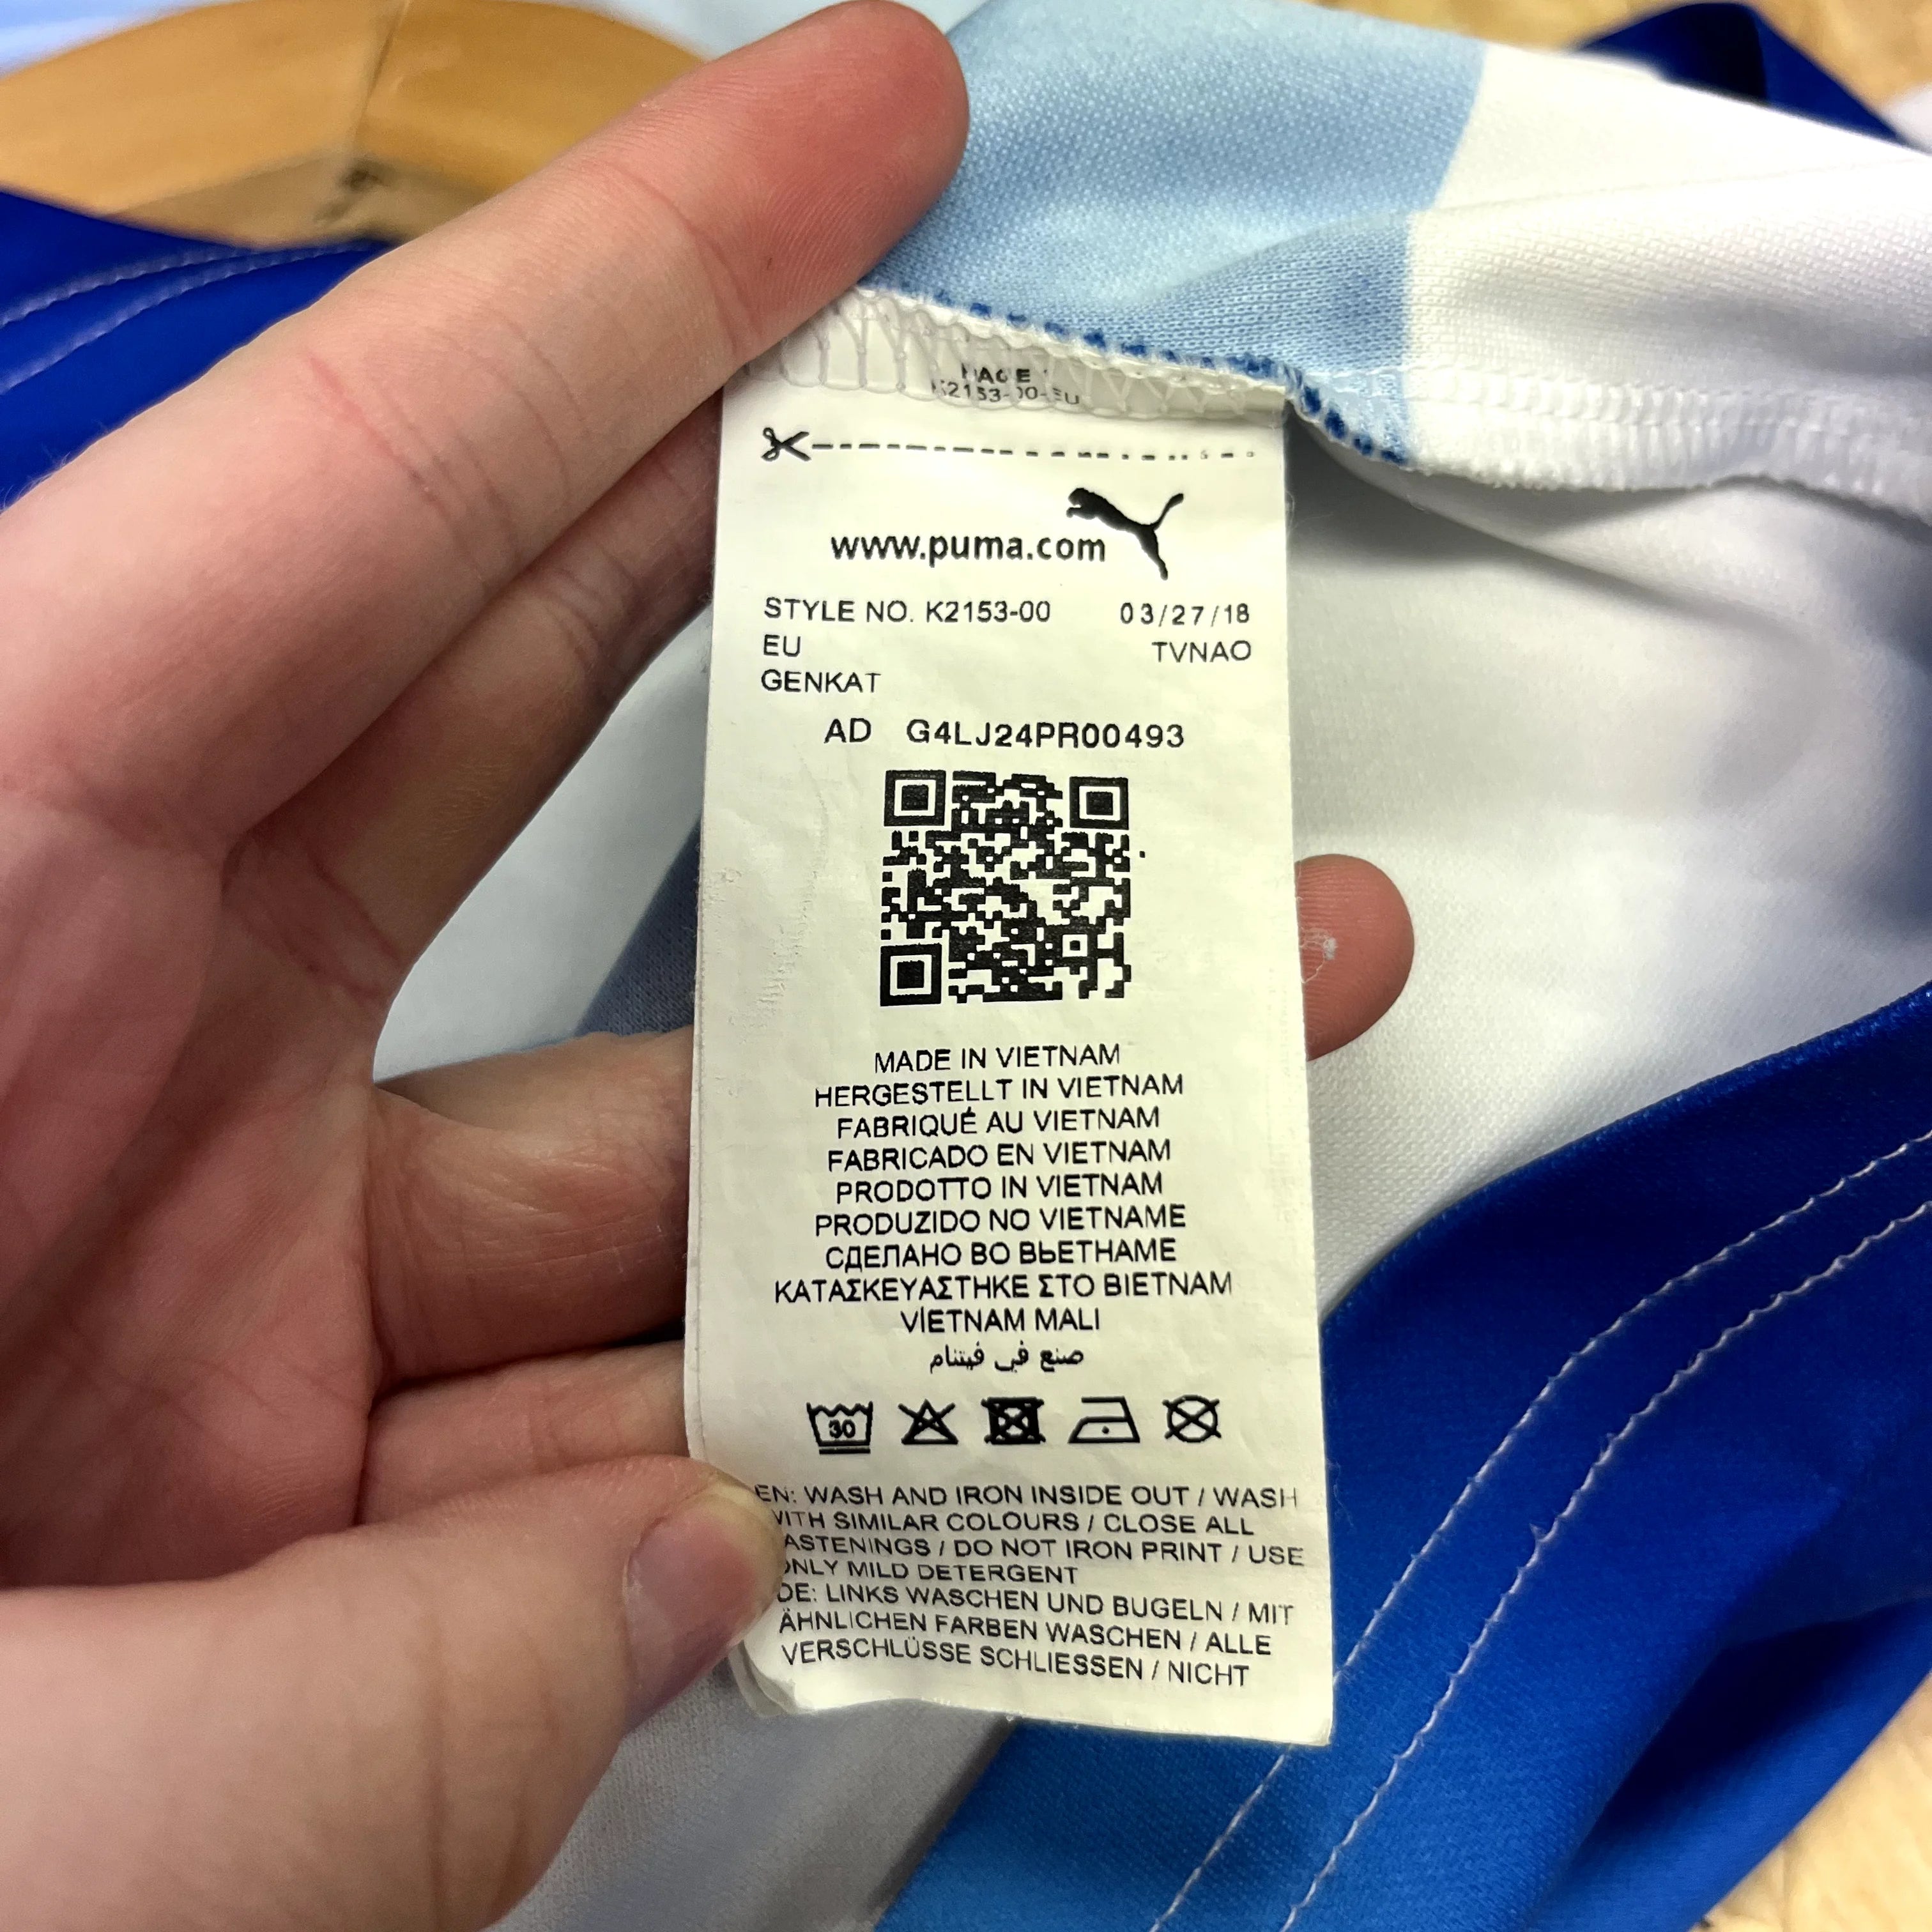 K2153-00-EU
www.puma.com
STYLE NO. K2153-00 03/27/18
EU TVNAO
GENKAT
AD G4LJ24PR00493
MADE IN VIETNAM
HERGESTELLT IN VIETNAM
FABRIQUÉ AU VIETNAM
FABRICADO EN VIETNAM
PRODOTTO IN VIETNAM
PRODUZIDO NO VIETNAME
СДЕЛАНО ВО ВЬЕТНАМЕ
ΚΑΤΑΣΚΕΥΑΣΤΗΚΕ ΣΤΟ ΒΙΕΤΝΑΜ
VİETNAM MALI
صنع في فيتنام
30
EN: WASH AND IRON INSIDE OUT / WASH
WITH SIMILAR COLOURS / CLOSE ALL
ASTENINGS / DO NOT IRON PRINT / USE
ONLY MILD DETERGENT
DE: LINKS WASCHEN UND BUGELN / MIT
ÄHNLICHEN FARBEN WASCHEN / ALLE
VERSCHLÜSSE SCHLIESSEN / NICHT